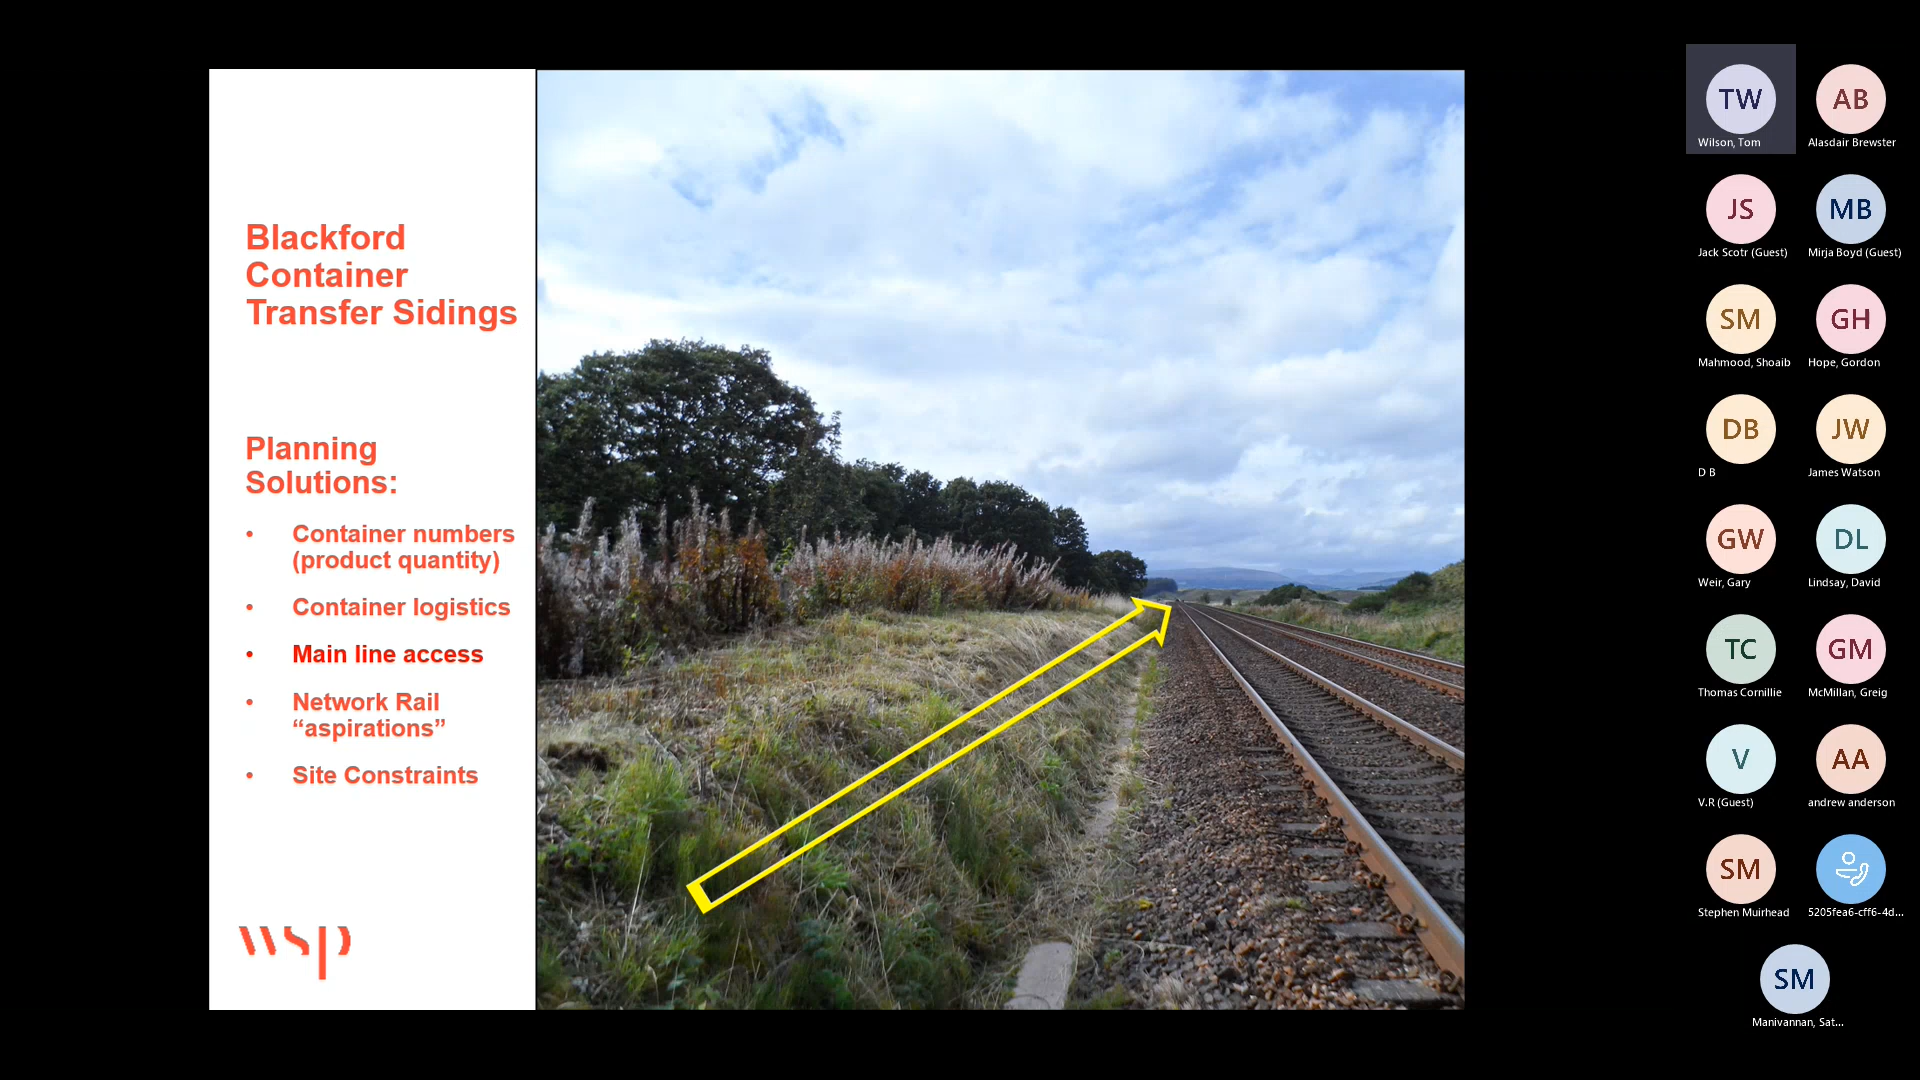 Blackford
Container
Transfer Sidings
Planning
Solutions:
• Container numbers
(product quantity)
• Container logistics
• Main line access
• Network Rail
“aspirations”
• Site Constraints
wsp
TW
Wilson, Tom
AB
Alasdair Brewster
JS
Jack Scotr (Guest)
MB
Mirja Boyd (Guest)
SM
Mahmood, Shoaib
GH
Hope, Gordon
DB
D B
JW
James Watson
GW
Weir, Gary
DL
Lindsay, David
TC
Thomas Cornillie
GM
McMillan, Greig
V
V.R (Guest)
AA
andrew anderson
SM
Stephen Muirhead
5205fea6-cff6-4d...
SM
Manivannan, Sat...